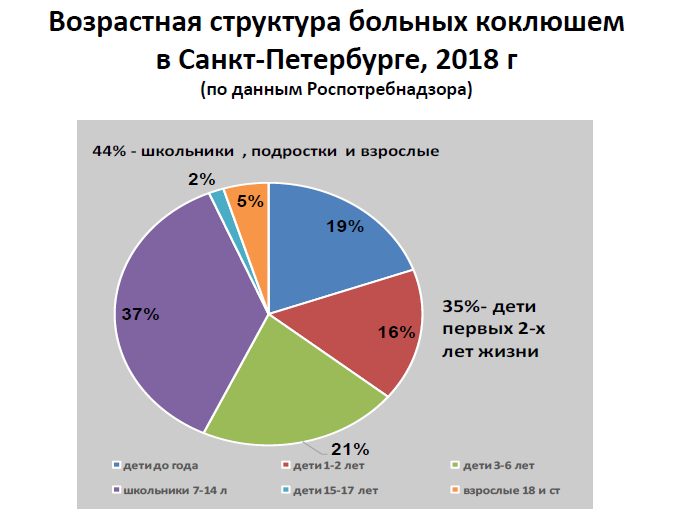 Возрастная структура больных коклюшем
в Санкт-Петербурге, 2018 г
(по данным Роспотребнадзора)
44% - школьники , подростки и взрослые
2%
5%
19%
37%
16%
35%- дети
первых 2-х
лет жизни
21%
дети до года
дети 1-2 лет
дети 3-6 лет
школьники 7-14 л
дети 15-17 лет
взрослые 18 и ст